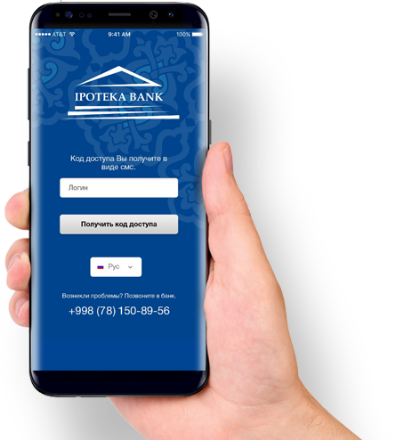 AT&T 9:41 AM 100%
IPOTEKA BANK
Код доступа Вы получите в
виде смс.
Логин
Получить код доступа
Рус
Возникли проблемы? Позвоните в банк.
+998 (78) 150-89-56